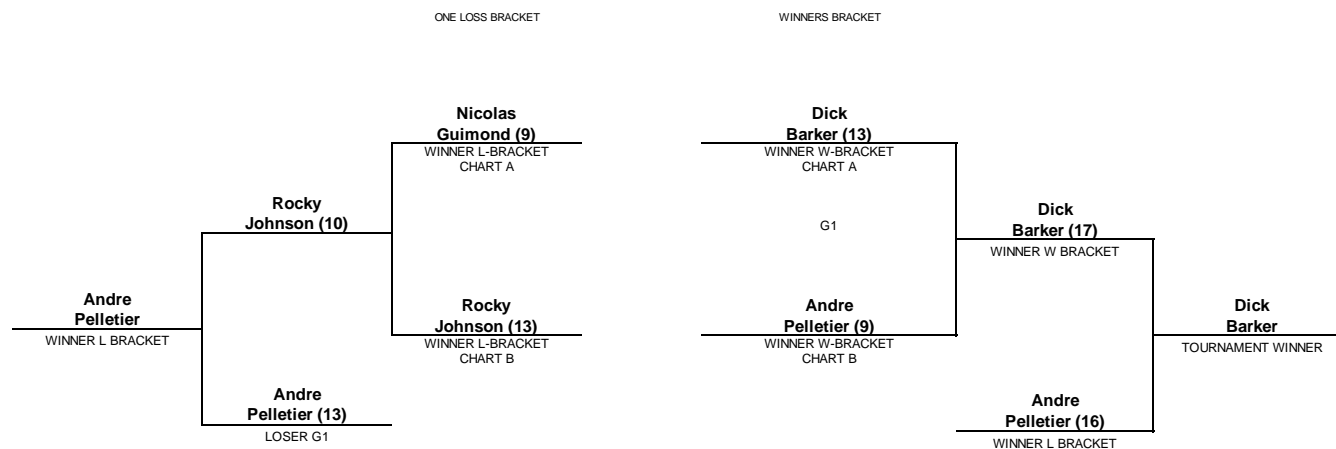 ONE LOSS BRACKET
WINNERS BRACKET
Nicolas
Guimond (9)
WINNER L-BRACKET
CHART A
Dick
Barker (13)
WINNER W-BRACKET
CHART A
Rocky
Johnson (10)
G1
Dick
Barker (17)
WINNER W BRACKET
Andre
Pelletier
WINNER L BRACKET
Rocky
Johnson (13)
WINNER L-BRACKET
CHART B
Andre
Pelletier (9)
WINNER W-BRACKET
CHART B
Dick
Barker
TOURNAMENT WINNER
Andre
Pelletier (13)
LOSER G1
Andre
Pelletier (16)
WINNER L BRACKET